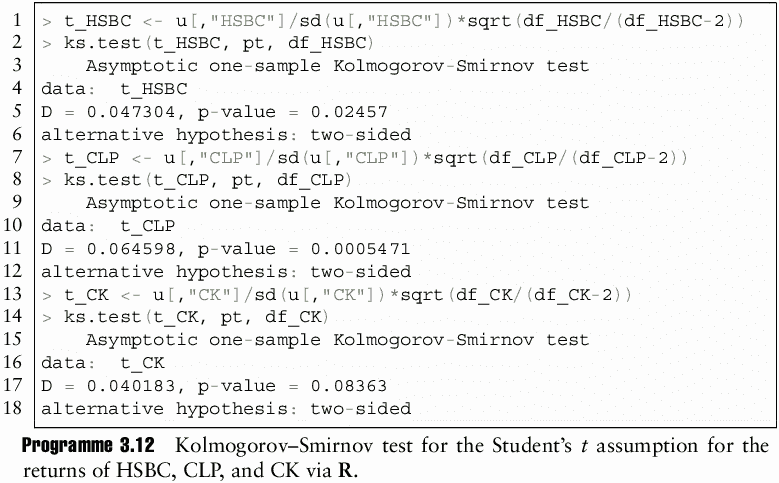 1 > t_HSBC <- u[,"HSBC"]/sd(u[,"HSBC"])*sqrt(df_HSBC/(df_HSBC-2))
2 > ks.test(t_HSBC, pt, df_HSBC)
3 Asymptotic one-sample Kolmogorov-Smirnov test
4 data: t_HSBC
5 D = 0.047304, p-value = 0.02457
6 alternative hypothesis: two-sided
7 > t_CLP <- u[,"CLP"]/sd(u[,"CLP"])*sqrt(df_CLP/(df_CLP-2))
8 > ks.test(t_CLP, pt, df_CLP)
9 Asymptotic one-sample Kolmogorov-Smirnov test
10 data: t_CLP
11 D = 0.064598, p-value = 0.0005471
12 alternative hypothesis: two-sided
13 > t_CK <- u[,"CK"]/sd(u[,"CK"])*sqrt(df_CK/(df_CK-2))
14 > ks.test(t_CK, pt, df_CK)
15 Asymptotic one-sample Kolmogorov-Smirnov test
16 data: t_CK
17 D = 0.040183, p-value = 0.08363
18 alternative hypothesis: two-sided
Programme 3.12 Kolmogorov–Smirnov test for the Student's t assumption for the
returns of HSBC, CLP, and CK via R.